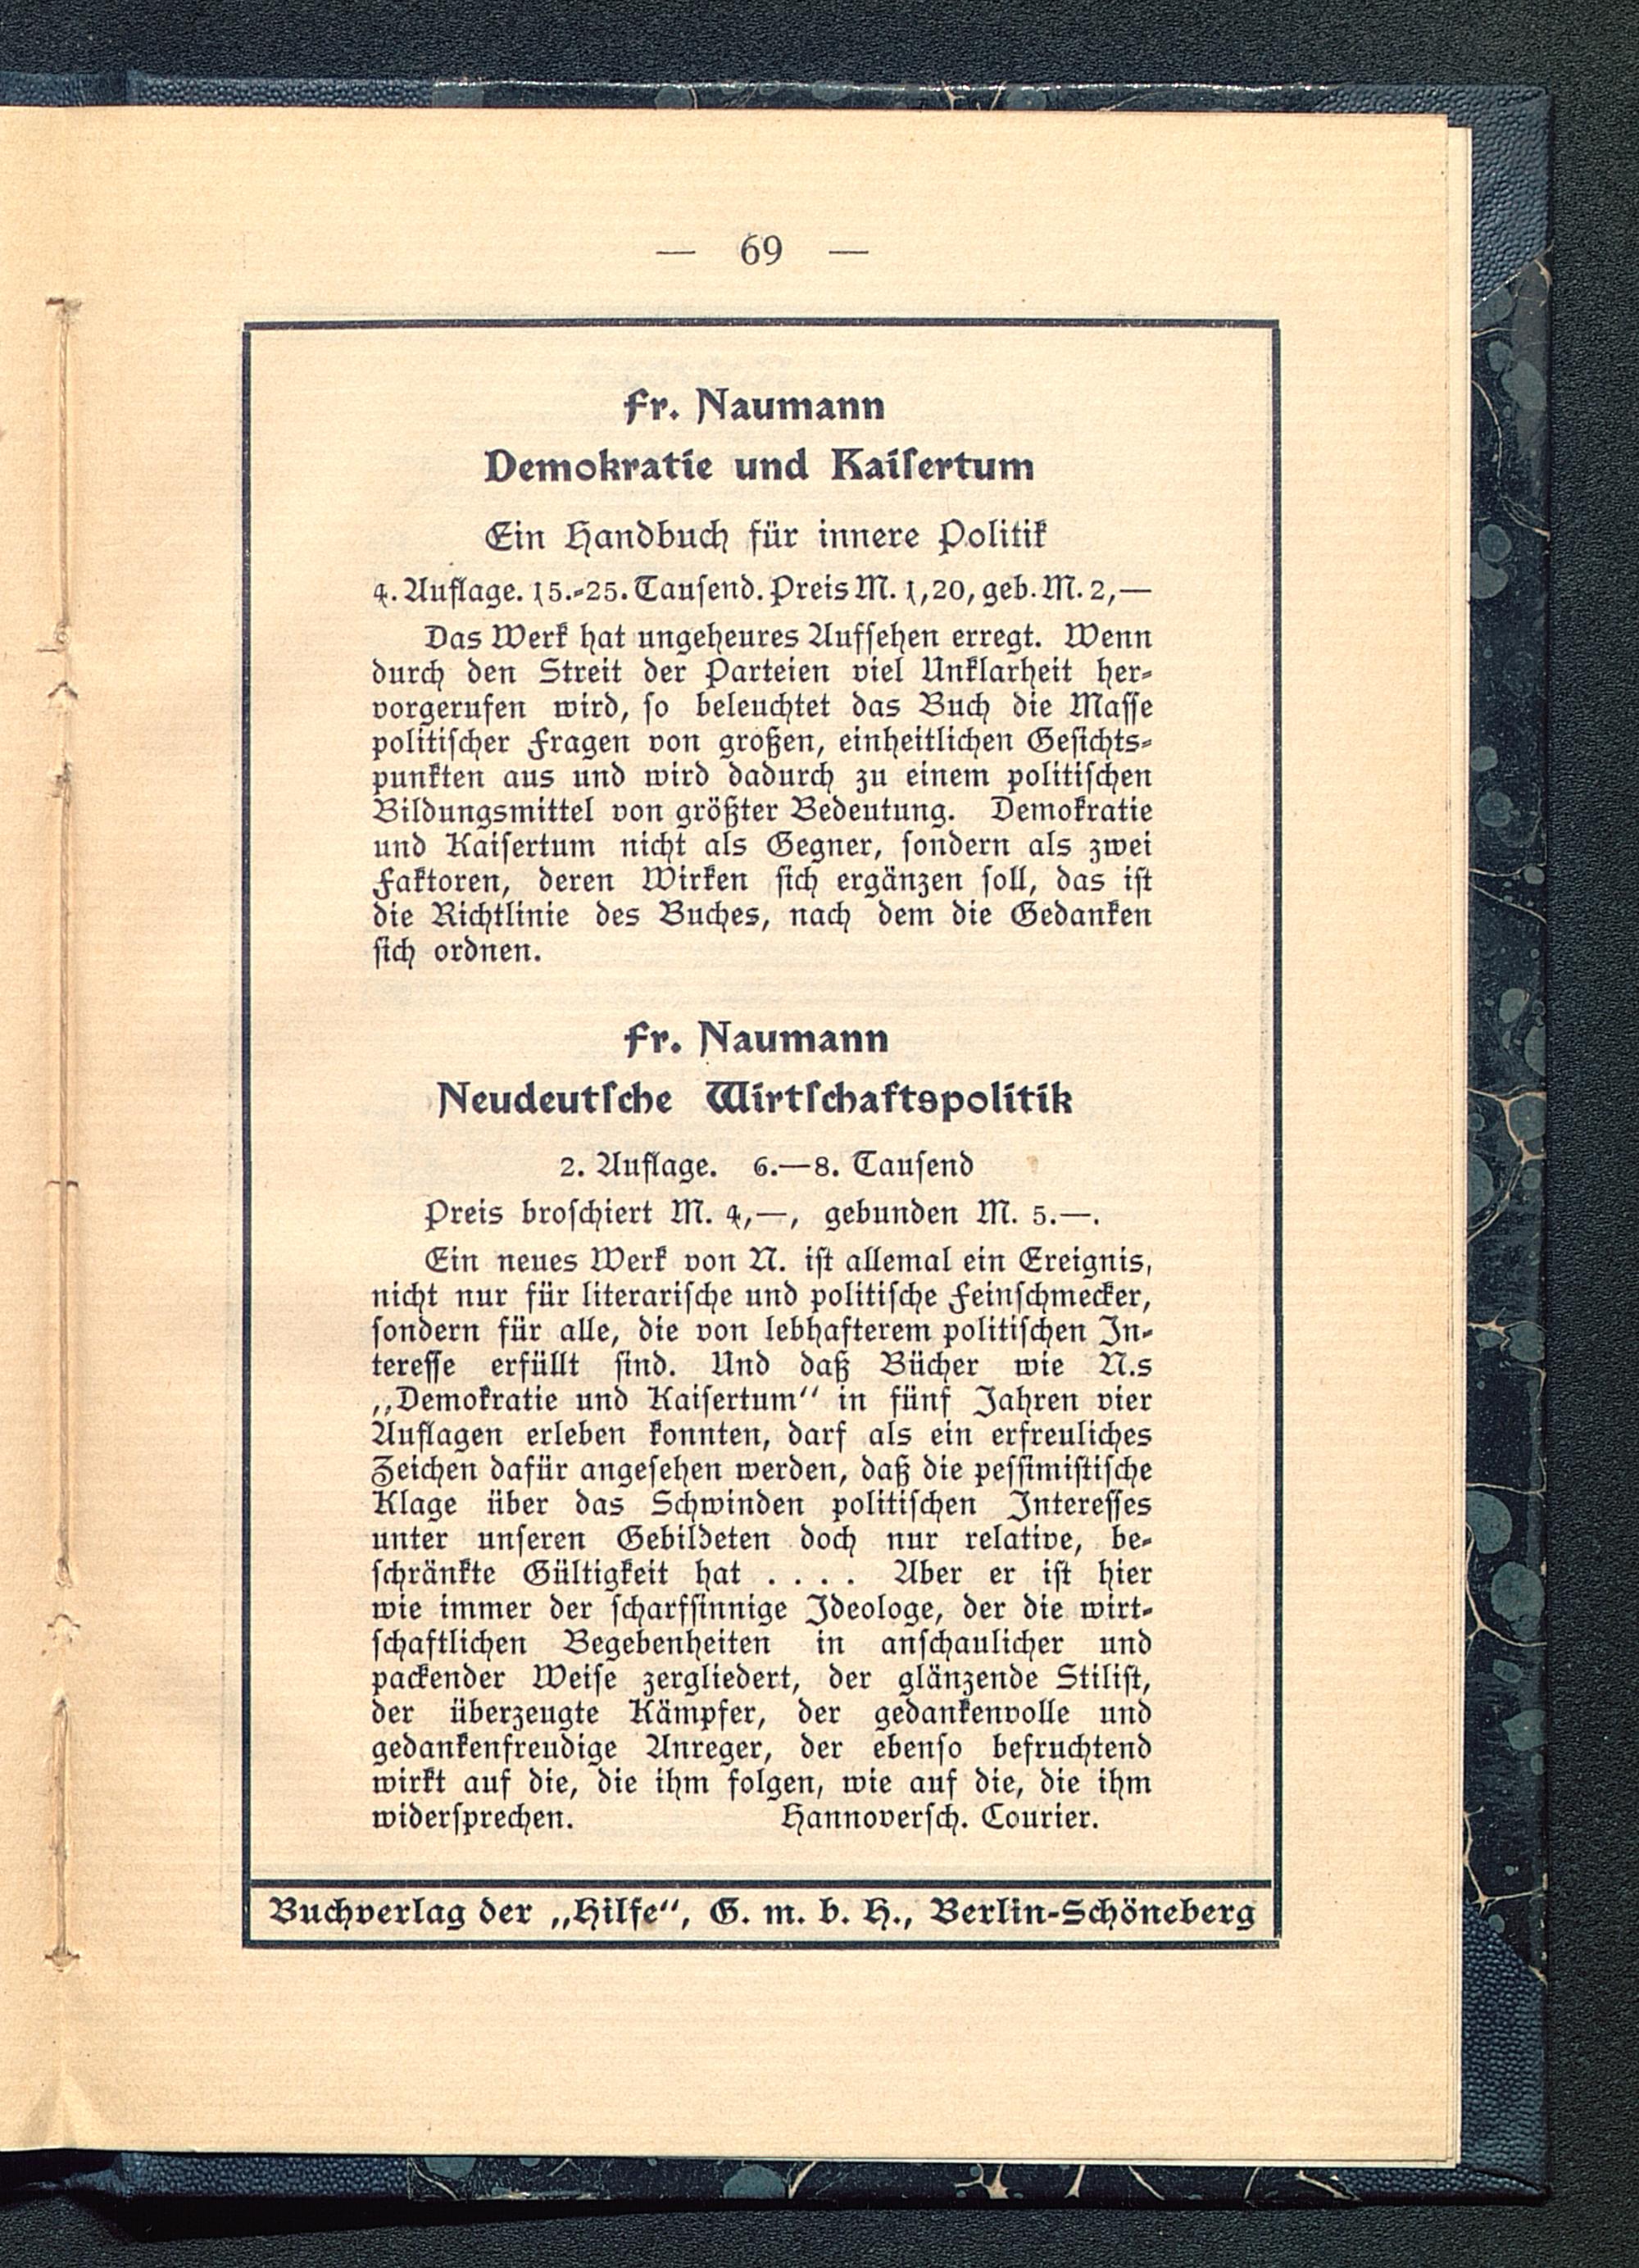 — 69 —
Fr. Naumann
Demokratie und Kaiſertum
Ein Handbuch für innere Politik
4. Auflage. 15.-25. Tauſend. Preis M. 1,20, geb. M. 2,—
Das Werk hat ungeheures Aufſehen erregt. Wenn
durch den Streit der Parteien viel Unklarheit her-
vorgerufen wird, ſo beleuchtet das Buch die Maſſe
politiſcher Fragen von großen, einheitlichen Geſichts-
punkten aus und wird dadurch zu einem politiſchen
Bildungsmittel von größter Bedeutung. Demokratie
und Kaiſertum nicht als Gegner, ſondern als zwei
Faktoren, deren Wirken ſich ergänzen ſoll, das iſt
die Richtlinie des Buches, nach dem die Gedanken
ſich ordnen.
Fr. Naumann
Neudeutſche Wirtſchaftspolitik
2. Auflage. 6.—8. Tauſend
Preis broſchiert M. 4,—, gebunden M. 5.—.
Ein neues Werk von N. iſt allemal ein Ereignis,
nicht nur für literariſche und politiſche Feinſchmecker,
ſondern für alle, die von lebhafterem politiſchen In-
tereſſe erfüllt ſind. Und daß Bücher wie N.s
„Demokratie und Kaiſertum“ in fünf Jahren vier
Auflagen erleben konnten, darf als ein erfreuliches
Zeichen dafür angeſehen werden, daß die peſſimiſtiſche
Klage über das Schwinden politiſchen Intereſſes
unter unſeren Gebildeten doch nur relative, be-
ſchränkte Gültigkeit hat . . . . Aber er iſt hier
wie immer der ſcharfſinnige Ideologe, der die wirt-
ſchaftlichen Begebenheiten in anſchaulicher und
packender Weiſe zergliedert, der glänzende Stiliſt,
der überzeugte Kämpfer, der gedankenvolle und
gedankenfreudige Anreger, der ebenſo befruchtend
wirkt auf die, die ihm folgen, wie auf die, die ihm
widerſprechen. Hannoverſch. Courier.
Buchverlag der „Hilfe“, G. m. b. H., Berlin-Schöneberg